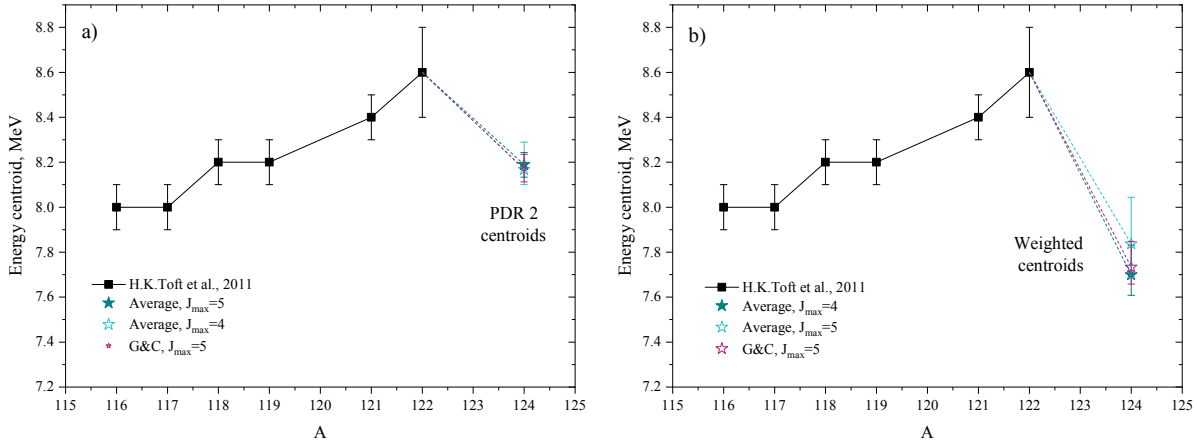 a)
8.8
8.6
8.4
8.2
8.0
7.8
7.6
7.4
7.2
Energy centroid, MeV
PDR 2
centroids
H.K.Toft et al., 2011
Average, Jmax=5
Average, Jmax=4
G&C, Jmax=5
115 116 117 118 119 120 121 122 123 124 125
A
b)
8.8
8.6
8.4
8.2
8.0
7.8
7.6
7.4
7.2
Energy centroid, MeV
Weighted
centroids
H.K.Toft et al., 2011
Average, Jmax=4
Average, Jmax=5
G&C, Jmax=5
115 116 117 118 119 120 121 122 123 124 125
A